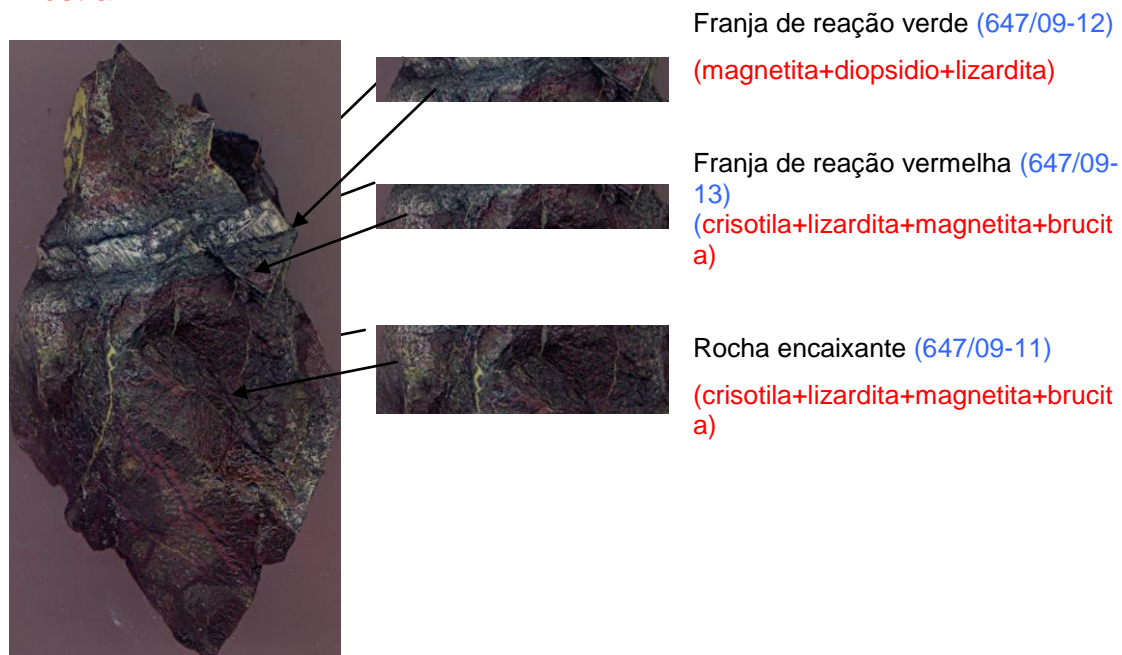 Franja de reação verde (647/09-12)
(magnetita+diopsidio+lizardita)
Franja de reação vermelha (647/09-
13)
(crisotila+lizardita+magnetita+brucit
a)
Rocha encaixante (647/09-11)
(crisotila+lizardita+magnetita+brucit
a)